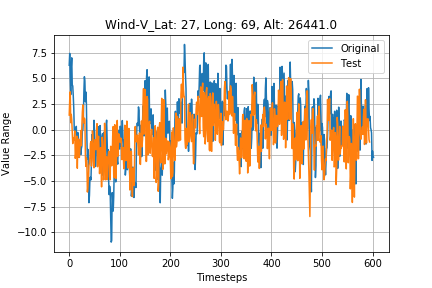 Wind-V_Lat: 27, Long: 69, Alt: 26441.0
Original
Test
7.5
5.0
2.5
0.0
−2.5
−5.0
−7.5
−10.0
Value Range
0 100 200 300 400 500 600
Timesteps